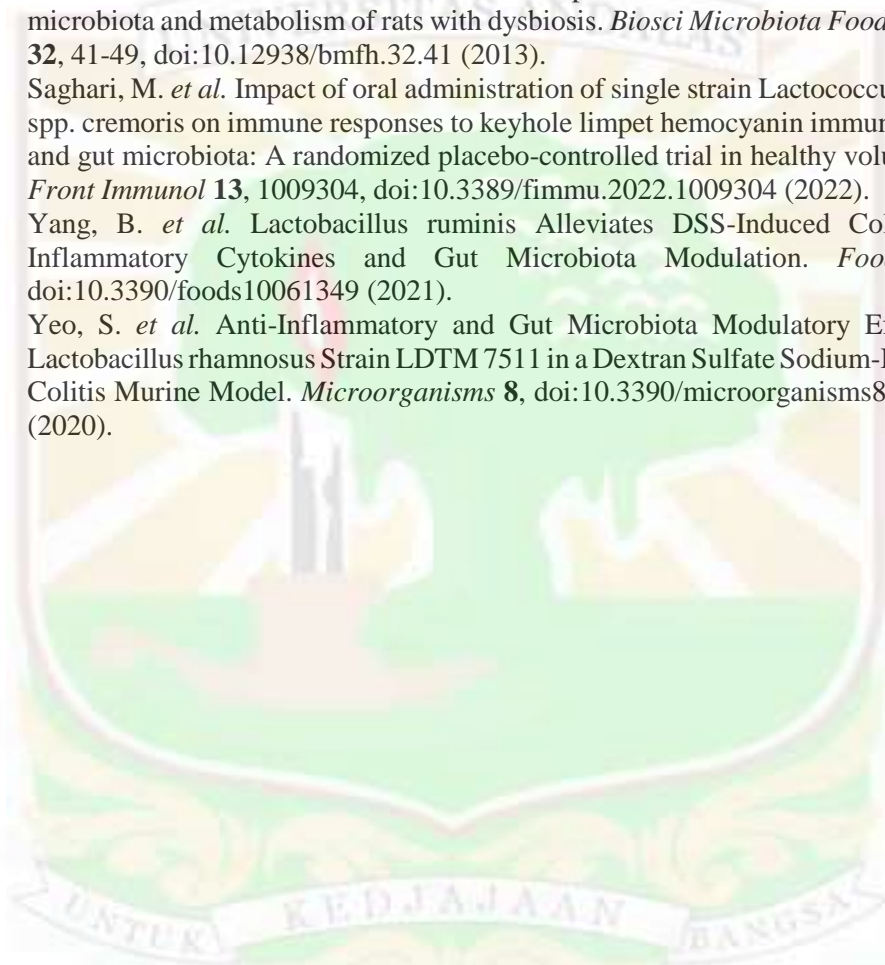 microbiota and metabolism of rats with dysbiosis. Biosci Microbiota Food
32, 41-49, doi:10.12938/bmfh.32.41 (2013).
Saghari, M. et al. Impact of oral administration of single strain Lactococcu
spp. cremoris on immune responses to keyhole limpet hemocyanin immun
and gut microbiota: A randomized placebo-controlled trial in healthy volu
Front Immunol 13, 1009304, doi:10.3389/fimmu.2022.1009304 (2022).
Yang, B. et al. Lactobacillus ruminis Alleviates DSS-Induced Col
Inflammatory Cytokines and Gut Microbiota Modulation. Foo
doi:10.3390/foods10061349 (2021).
Yeo, S. et al. Anti-Inflammatory and Gut Microbiota Modulatory E
Lactobacillus rhamnosus Strain LDTM 7511 in a Dextran Sulfate Sodium-I
Colitis Murine Model. Microorganisms 8, doi:10.3390/microorganisms8
(2020).
UNTUK KEDJAJAAN BANGSA